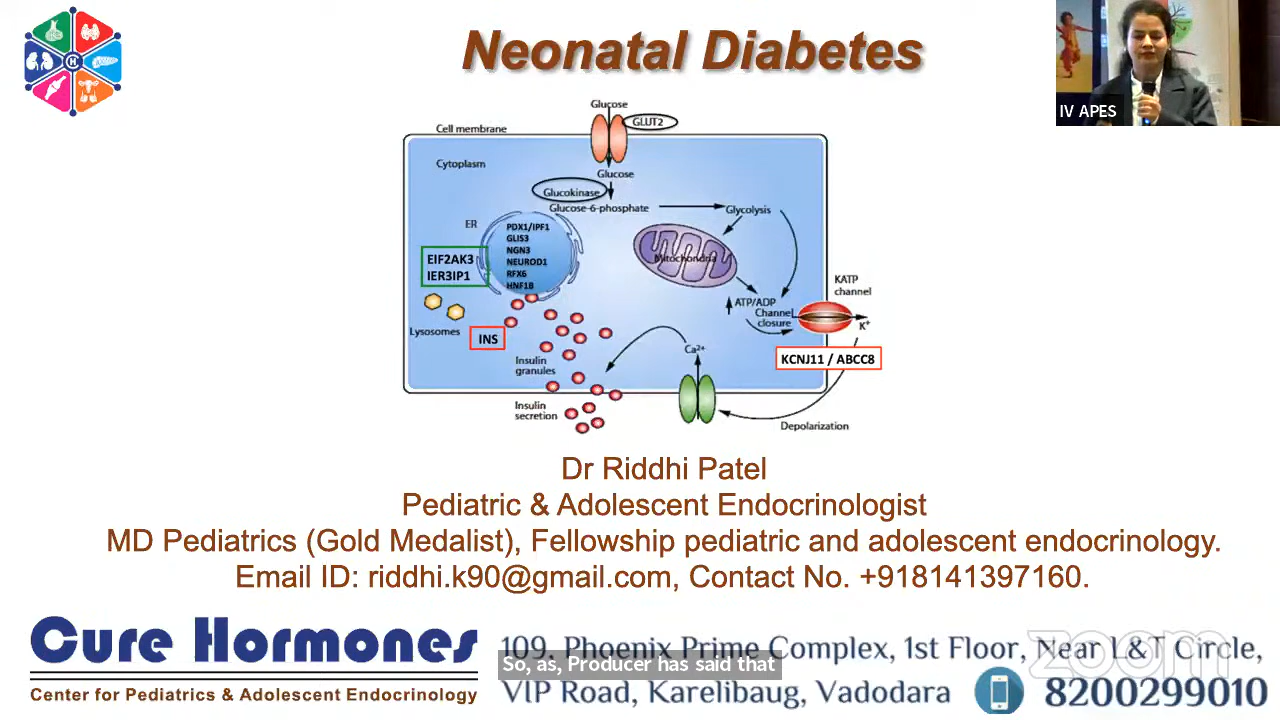 Neonatal Diabetes
IV APES
H
Glucose
GLUT2
Cell membrane
Cytoplasm
Glucose
Glucokinase
Glucose-6-phosphate
Glycolysis
ER
PDX1/IPF1
GLIS3
NGN3
NEUROD1
RFX6
HNF1B
EIF2AK3
IER3IP1
Mitochondria
KATP
channel
ATP/ADP
Channel
closure
K+
Lysosomes
INS
Insulin
granules
Ca2+
KCNJ11 / ABCC8
Insulin
secretion
Depolarization
Dr Riddhi Patel
Pediatric & Adolescent Endocrinologist
MD Pediatrics (Gold Medalist), Fellowship pediatric and adolescent endocrinology.
Email ID: riddhi.k90@gmail.com, Contact No. +918141397160.
Cure Hormones
Center for Pediatrics & Adolescent Endocrinology
109, Phoenix Prime Complex, 1st Floor, Near L&T Circle,
VIP Road, Karelibaug, Vadodara
8200299010
So, as, Producer has said that
zoom